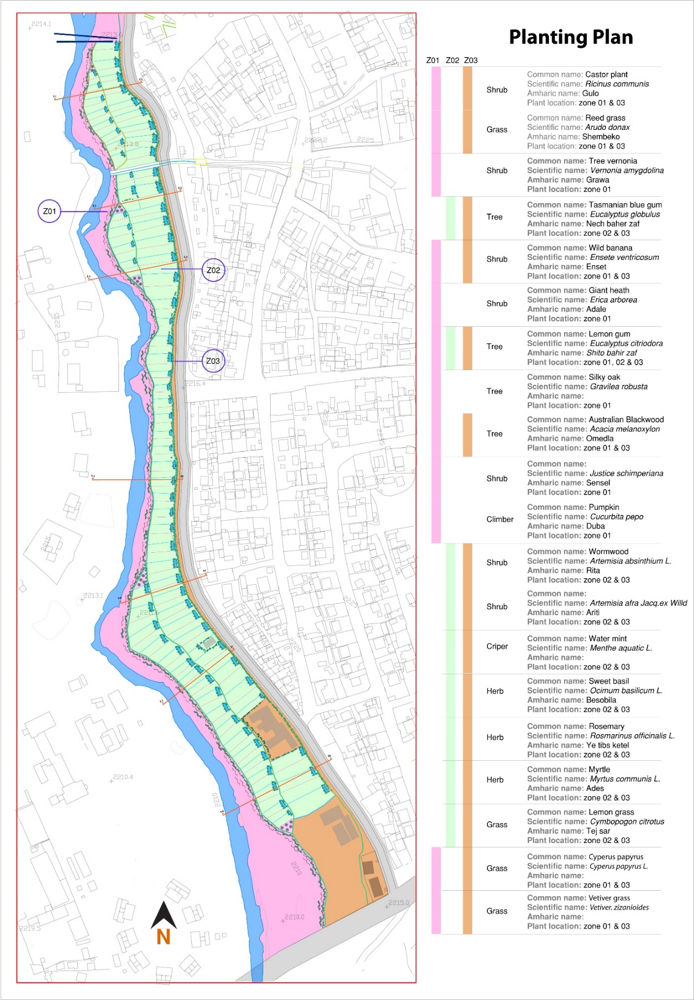 Planting Plan
Z01 Z02 Z03
Shrub
Common name: Castor plant
Scientific name: Ricinus communis
Amharic name: Gulo
Plant location: zone 01 & 03
Grass
Common name: Reed grass
Scientific name: Arudo donax
Amharic name: Shembeko
Plant location: zone 01 & 03
Shrub
Common name: Tree vernonia
Scientific name: Vernonia amygdolina
Amharic name: Grawa
Plant location: zone 01
Tree
Common name: Tasmanian blue gum
Scientific name: Eucalyptus globulus
Amharic name: Nech baher zaf
Plant location: zone 02 & 03
Shrub
Common name: Wild banana
Scientific name: Ensete ventricosum
Amharic name: Enset
Plant location: zone 01 & 03
Shrub
Common name: Giant heath
Scientific name: Erica arborea
Amharic name: Adale
Plant location: zone 01
Tree
Common name: Lemon gum
Scientific name: Eucalyptus citriodora
Amharic name: Shito bahir zaf
Plant location: zone 01, 02 & 03
Tree
Common name: Silky oak
Scientific name: Gravilea robusta
Amharic name:
Plant location: zone 01
Tree
Common name: Australian Blackwood
Scientific name: Acacia melanoxylon
Amharic name: Omedla
Plant location: zone 01 & 03
Shrub
Common name:
Scientific name: Justice schimperiana
Amharic name: Sensel
Plant location: zone 01
Climber
Common name: Pumpkin
Scientific name: Cucurbita pepo
Amharic name: Duba
Plant location: zone 01
Shrub
Common name: Wormwood
Scientific name: Artemisia absinthium L.
Amharic name: Rita
Plant location: zone 02 & 03
Shrub
Common name:
Scientific name: Artemisia afra Jacq.ex Willd
Amharic name: Ariti
Plant location: zone 02 & 03
Criper
Common name: Water mint
Scientific name: Menthe aquatic L.
Amharic name:
Plant location: zone 02 & 03
Herb
Common name: Sweet basil
Scientific name: Ocimum basilicum L.
Amharic name: Besobila
Plant location: zone 02 & 03
Herb
Common name: Rosemary
Scientific name: Rosmarinus officinalis L.
Amharic name: Ye tibs ketel
Plant location: zone 02 & 03
Herb
Common name: Myrtle
Scientific name: Myrtus communis L.
Amharic name: Ades
Plant location: zone 02 & 03
Grass
Common name: Lemon grass
Scientific name: Cymbopogon citrotus
Amharic name: Tej sar
Plant location: zone 02 & 03
Grass
Common name: Cyperus papyrus
Scientific name: Cyperus papyrus L.
Amharic name:
Plant location: zone 01 & 03
Grass
Common name: Vetiver grass
Scientific name: Vetiver. zizanioides
Amharic name:
Plant location: zone 01 & 03
2214.1
2213.6
2231.4
2222.2
2225
2213.8
Z01
Z02
2215
Z03
2216.4
2230
2235
2215
2213.1
2225
2220
2210.4
2210
2210
2215.0
2210.0
2219.5
N